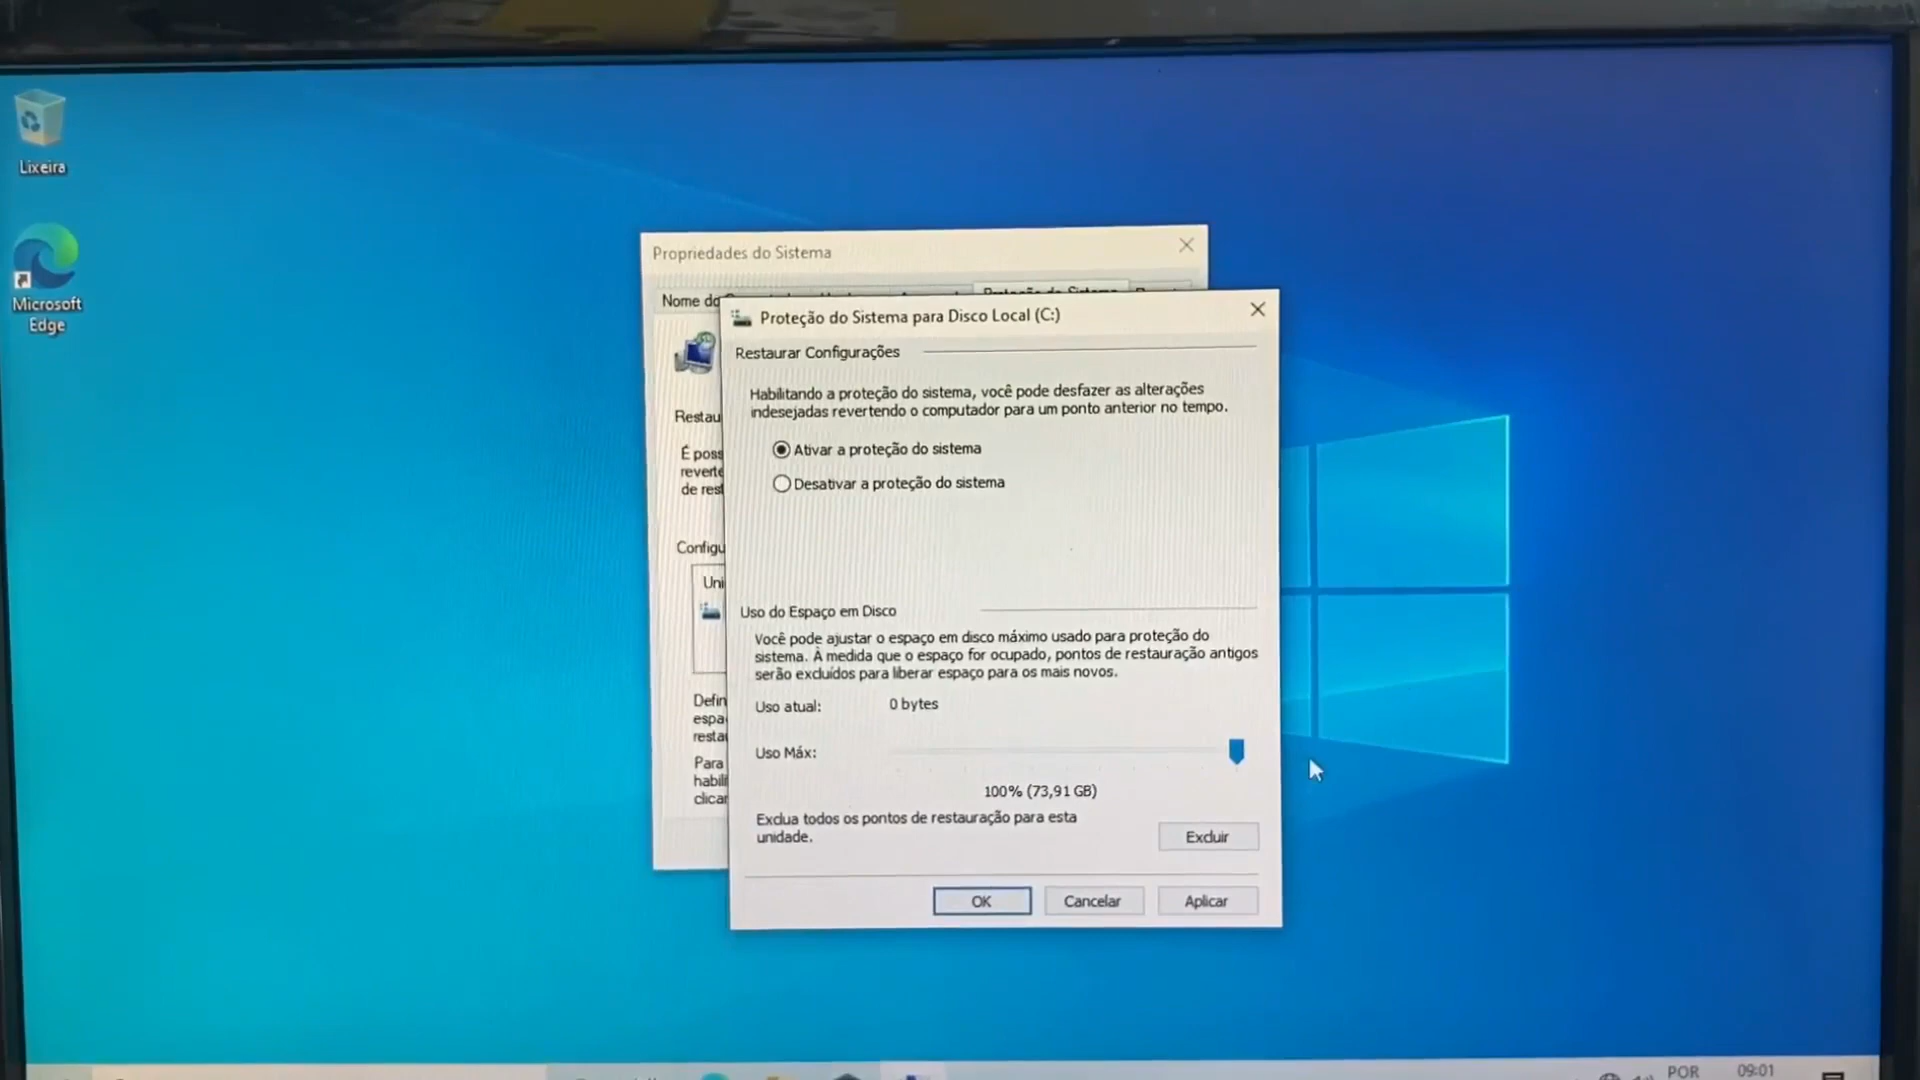 Lixeira
Microsoft
Edge
Propriedades do Sistema
Nome do
Proteção do Sistema
Restau
É poss
reverte
de rest
Configu
Uni
Defin
espa
resta
Para
habili
clicar
Proteção do Sistema para Disco Local (C:)
Restaurar Configurações
Habilitando a proteção do sistema, você pode desfazer as alterações
indesejadas revertendo o computador para um ponto anterior no tempo.
Ativar a proteção do sistema
Desativar a proteção do sistema
Uso do Espaço em Disco
Você pode ajustar o espaço em disco máximo usado para proteção do
sistema. À medida que o espaço for ocupado, pontos de restauração antigos
serão excluídos para liberar espaço para os mais novos.
Uso atual: 0 bytes
Uso Máx:
100% (73,91 GB)
Exclua todos os pontos de restauração para esta
unidade.
Excluir
OK Cancelar Aplicar
POR 09:01